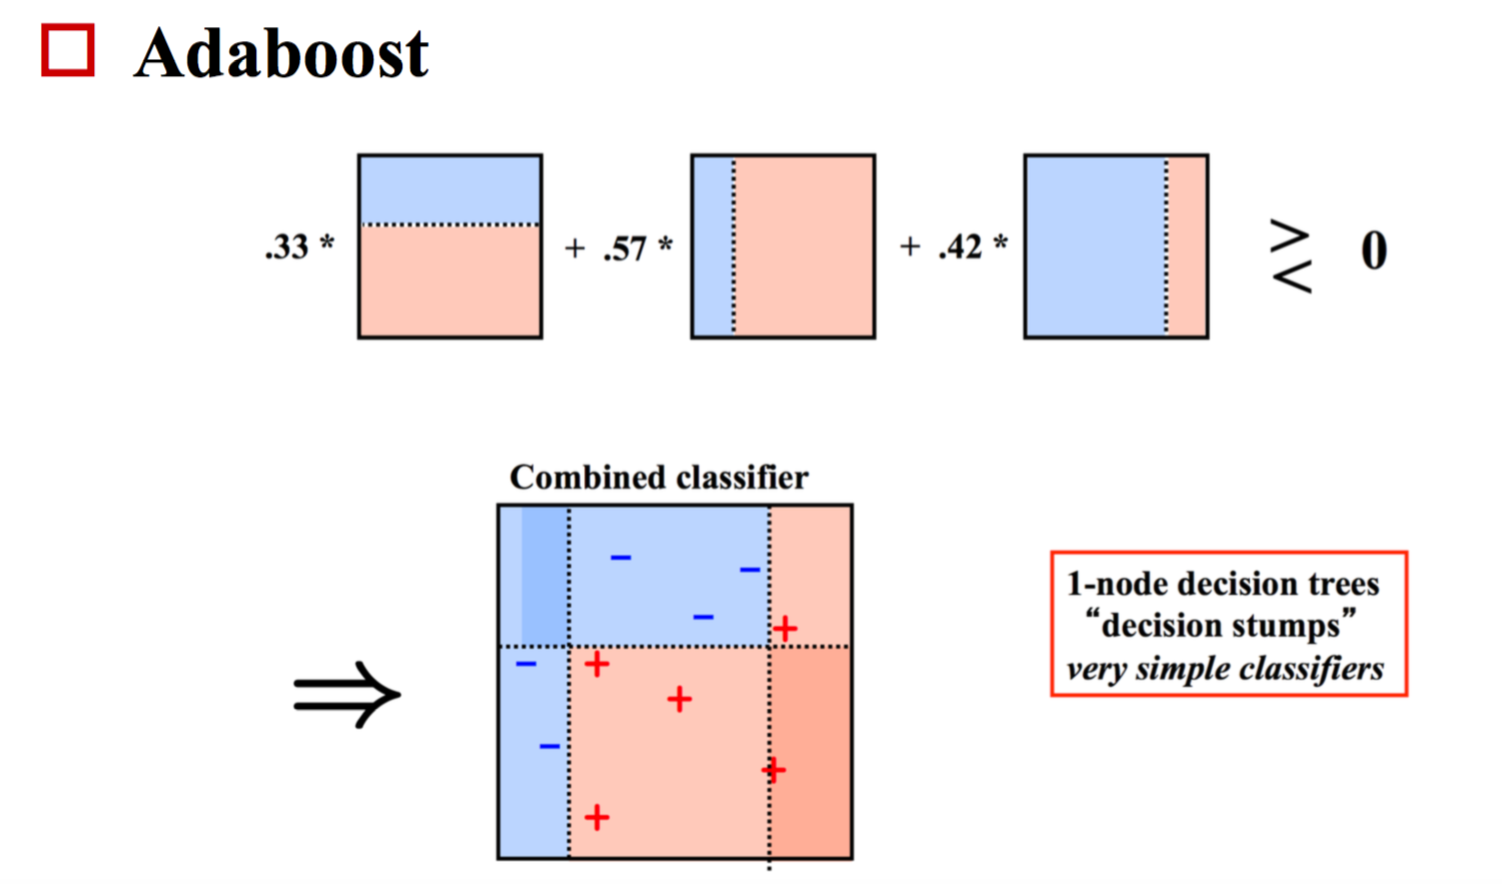 Adaboost
.33 * + .57 * + .42 * ≷ 0
Combined classifier
1-node decision trees
“decision stumps”
very simple classifiers